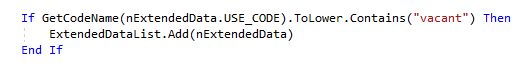 If GetCodeName(nExtendedData.USE_CODE).ToLower.Contains("vacant") Then
    ExtendedDataList.Add(nExtendedData)
End If